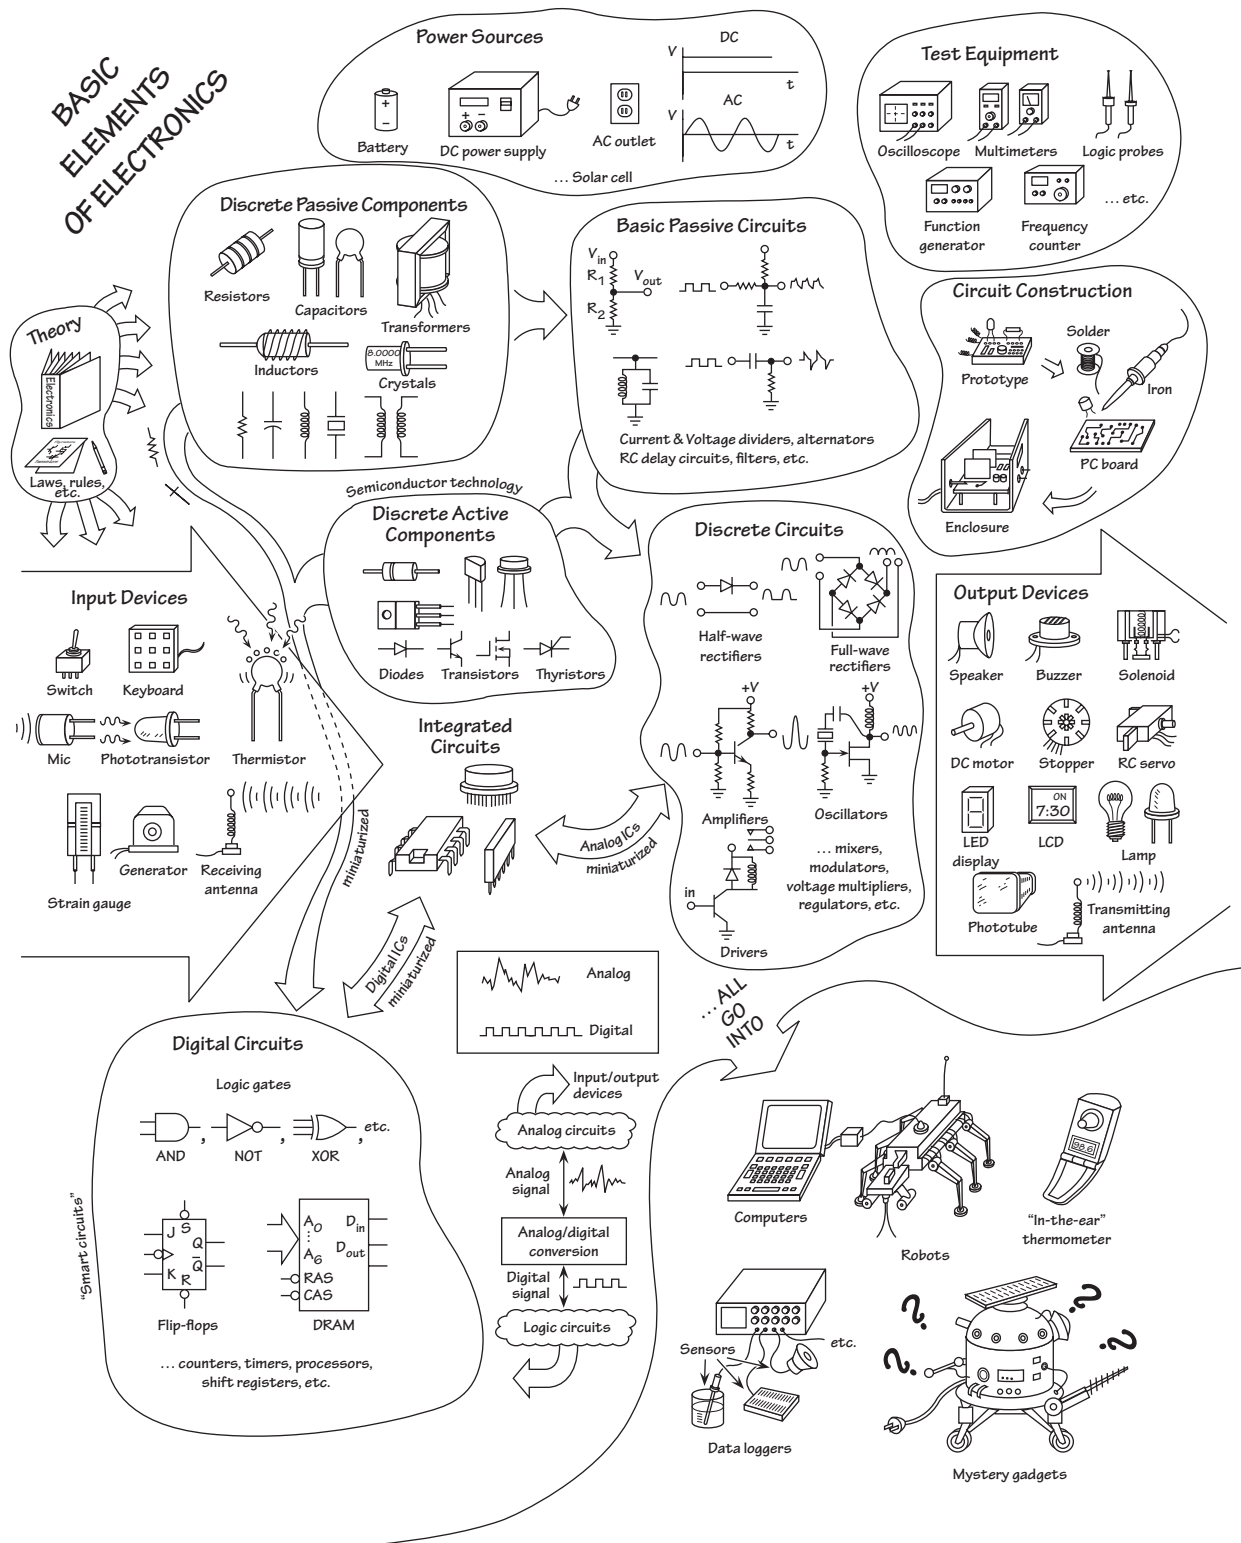 BASIC
ELEMENTS
OF ELECTRONICS
Power Sources
Battery
DC power supply
AC outlet
DC
V
t
AC
V
t
... Solar cell
Test Equipment
Oscilloscope
Multimeters
Logic probes
Function
generator
Frequency
counter
... etc.
Theory
Electronics
Laws, rules,
etc.
Discrete Passive Components
Resistors
Capacitors
Transformers
Inductors
8.0000
MHz
Crystals
Basic Passive Circuits
Vin
R1
Vout
R2
Current & Voltage dividers, alternators
RC delay circuits, filters, etc.
Circuit Construction
Prototype
Solder
Iron
PC board
Enclosure
Semiconductor technology
Discrete Active
Components
Diodes
Transistors
Thyristors
Input Devices
Switch
Keyboard
Mic
Phototransistor
Thermistor
Strain gauge
Generator
Receiving
antenna
Integrated
Circuits
miniaturized
Analog ICs
miniaturized
Digital ICs
miniaturized
Discrete Circuits
Half-wave
rectifiers
Full-wave
rectifiers
+V
Amplifiers
+V
Oscillators
in
Drivers
... mixers,
modulators,
voltage multipliers,
regulators, etc.
Output Devices
Speaker
Buzzer
Solenoid
DC motor
Stopper
RC servo
LED
display
ON
7:30
LCD
Lamp
Phototube
Transmitting
antenna
Analog
Digital
... ALL
GO
INTO
Digital Circuits
Logic gates
AND
,
NOT
,
XOR
, etc.
"Smart circuits"
J
S
Q
K
R
Q̅
Flip-flops
A0
...
A6
RAS
CAS
Din
Dout
DRAM
... counters, timers, processors,
shift registers, etc.
Input/output
devices
Analog circuits
Analog
signal
Analog/digital
conversion
Digital
signal
Logic circuits
Computers
Robots
“In-the-ear”
thermometer
Sensors
etc.
Data loggers
?
?
?
?
Mystery gadgets